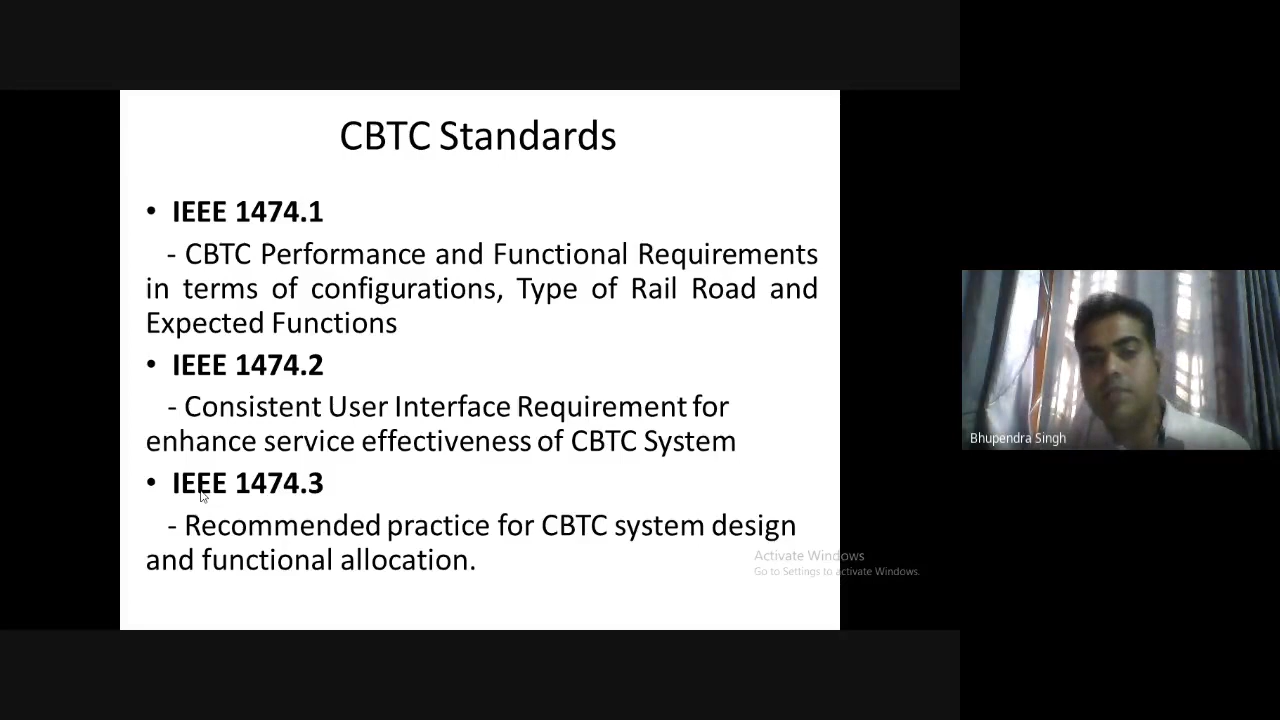 CBTC Standards
• IEEE 1474.1
- CBTC Performance and Functional Requirements
in terms of configurations, Type of Rail Road and
Expected Functions
• IEEE 1474.2
- Consistent User Interface Requirement for
enhance service effectiveness of CBTC System
• IEEE 1474.3
- Recommended practice for CBTC system design
and functional allocation.
Activate Windows
Go to Settings to activate Windows.
Bhupendra Singh